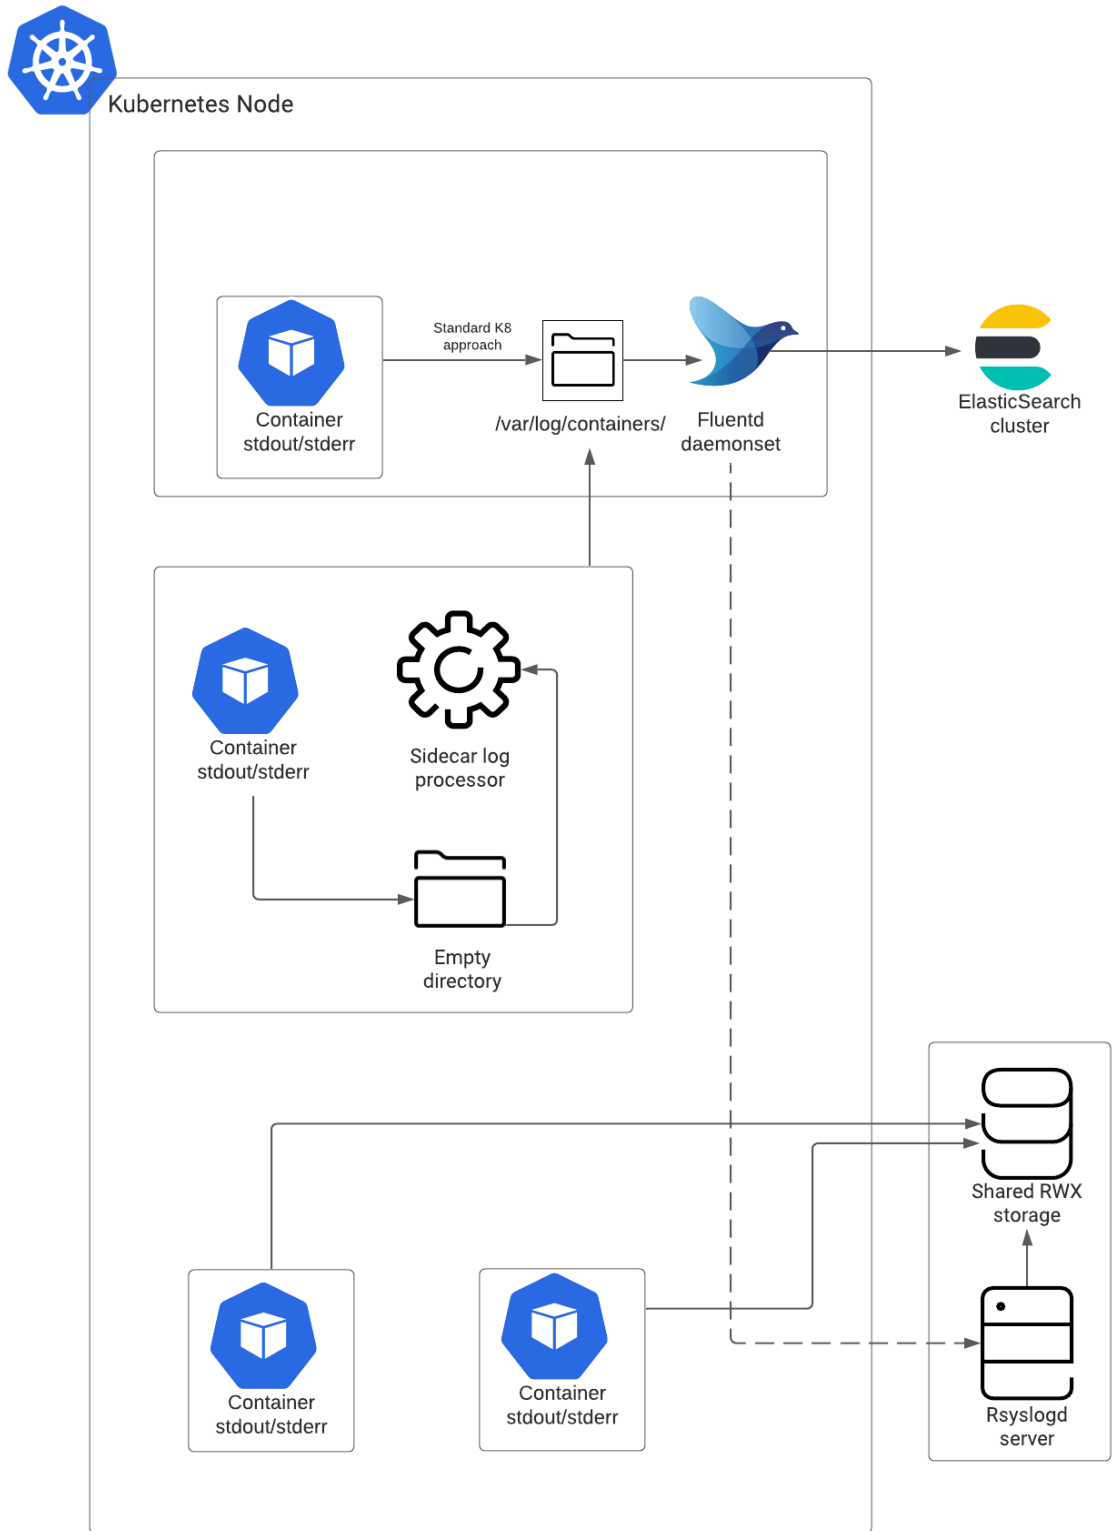 Kubernetes Node
Standard K8
approach
Container
stdout/stderr
/var/log/containers/
Fluentd
daemonset
ElasticSearch
cluster
Container
stdout/stderr
Sidecar log
processor
Empty
directory
Shared RWX
storage
Container
stdout/stderr
Container
stdout/stderr
Rsyslogd
server